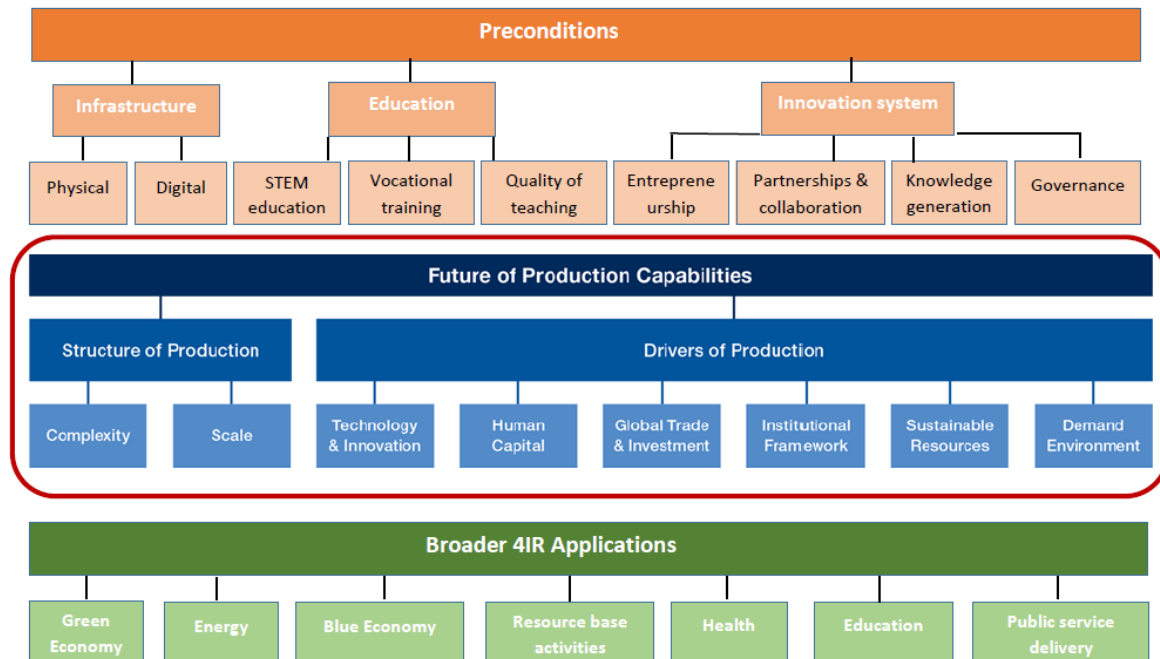 Preconditions
Infrastructure
Education
Innovation system
Physical
Digital
STEM
education
Vocational
training
Quality of
teaching
Entreprene
urship
Partnerships &
collaboration
Knowledge
generation
Governance
Future of Production Capabilities
Structure of Production
Drivers of Production
Complexity
Scale
Technology
& Innovation
Human
Capital
Global Trade
& Investment
Institutional
Framework
Sustainable
Resources
Demand
Environment
Broader 4IR Applications
Green
Economy
Energy
Blue Economy
Resource base
activities
Health
Education
Public service
delivery